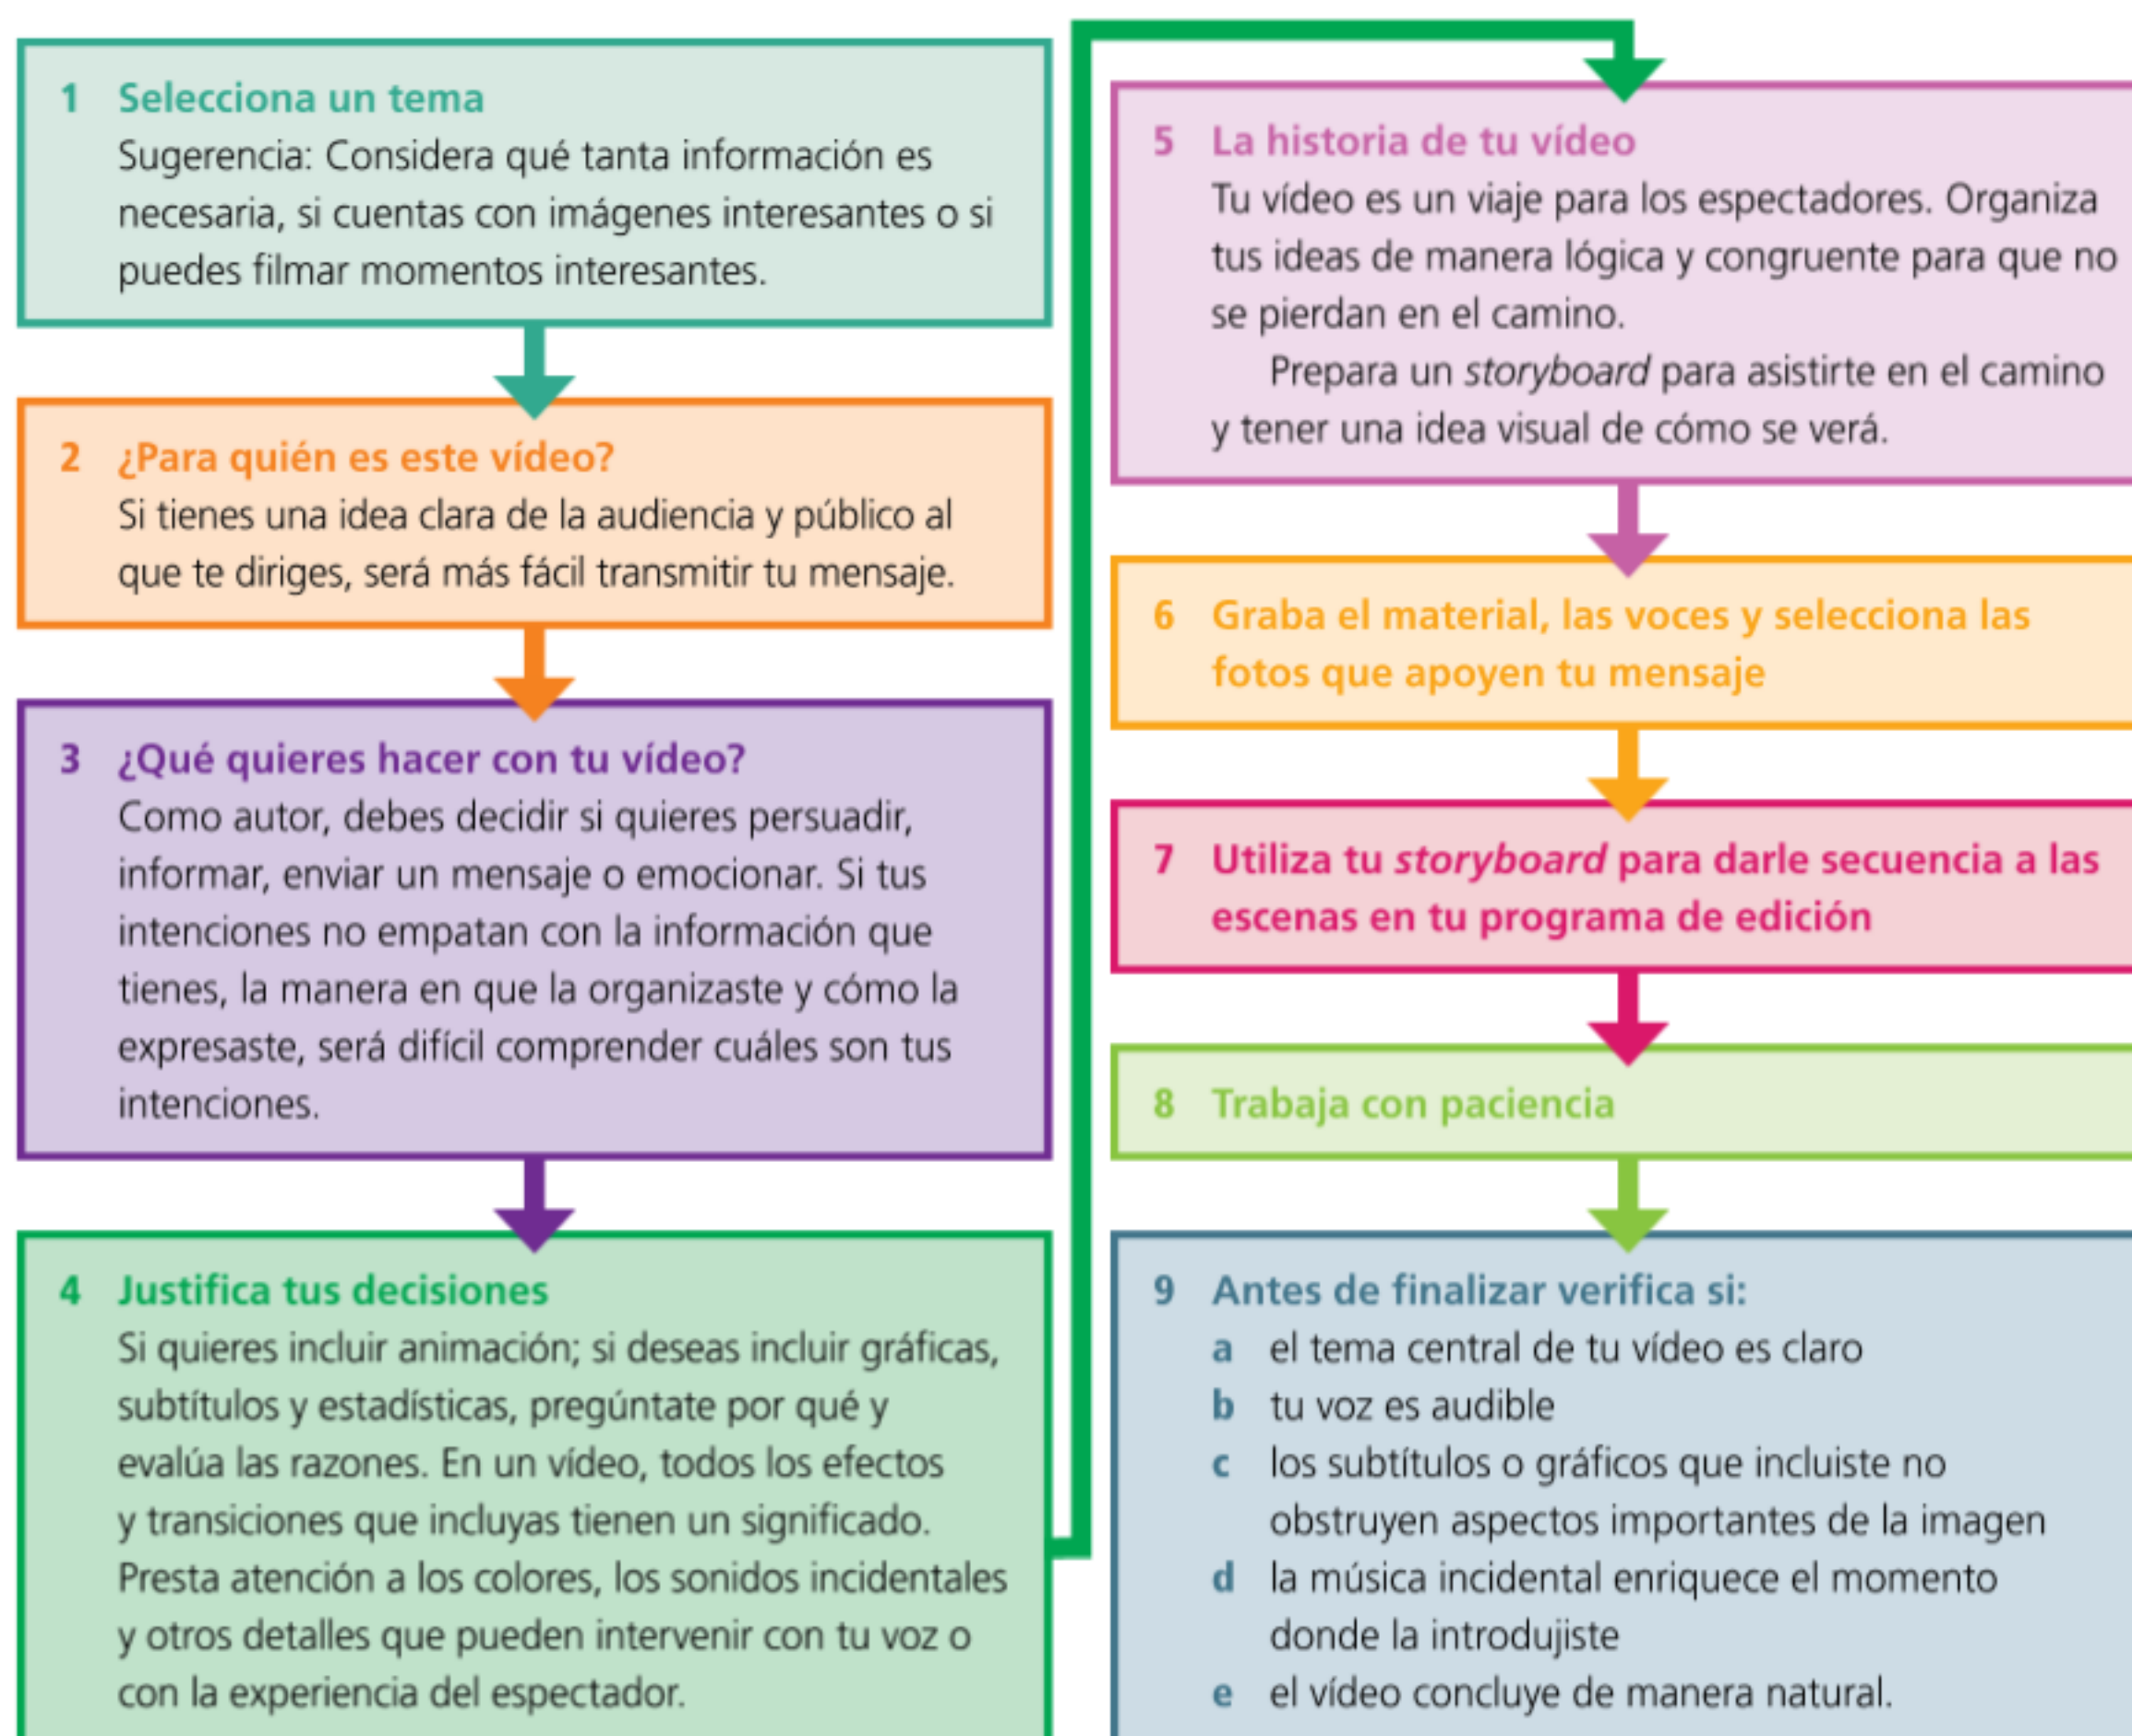 1 Selecciona un tema
Sugerencia: Considera qué tanta información es
necesaria, si cuentas con imágenes interesantes o si
puedes filmar momentos interesantes.
2 ¿Para quién es este vídeo?
Si tienes una idea clara de la audiencia y público al
que te diriges, será más fácil transmitir tu mensaje.
3 ¿Qué quieres hacer con tu vídeo?
Como autor, debes decidir si quieres persuadir,
informar, enviar un mensaje o emocionar. Si tus
intenciones no empatan con la información que
tienes, la manera en que la organizaste y cómo la
expresaste, será difícil comprender cuáles son tus
intenciones.
4 Justifica tus decisiones
Si quieres incluir animación; si deseas incluir gráficas,
subtítulos y estadísticas, pregúntate por qué y
evalúa las razones. En un vídeo, todos los efectos
y transiciones que incluyas tienen un significado.
Presta atención a los colores, los sonidos incidentales
y otros detalles que pueden intervenir con tu voz o
con la experiencia del espectador.
5 La historia de tu vídeo
Tu vídeo es un viaje para los espectadores. Organiza
tus ideas de manera lógica y congruente para que no
se pierdan en el camino.
Prepara un storyboard para asistirte en el camino
y tener una idea visual de cómo se verá.
6 Graba el material, las voces y selecciona las
fotos que apoyen tu mensaje
7 Utiliza tu storyboard para darle secuencia a las
escenas en tu programa de edición
8 Trabaja con paciencia
9 Antes de finalizar verifica si:
a el tema central de tu vídeo es claro
b tu voz es audible
c los subtítulos o gráficos que incluiste no
obstruyen aspectos importantes de la imagen
d la música incidental enriquece el momento
donde la introdujiste
e el vídeo concluye de manera natural.